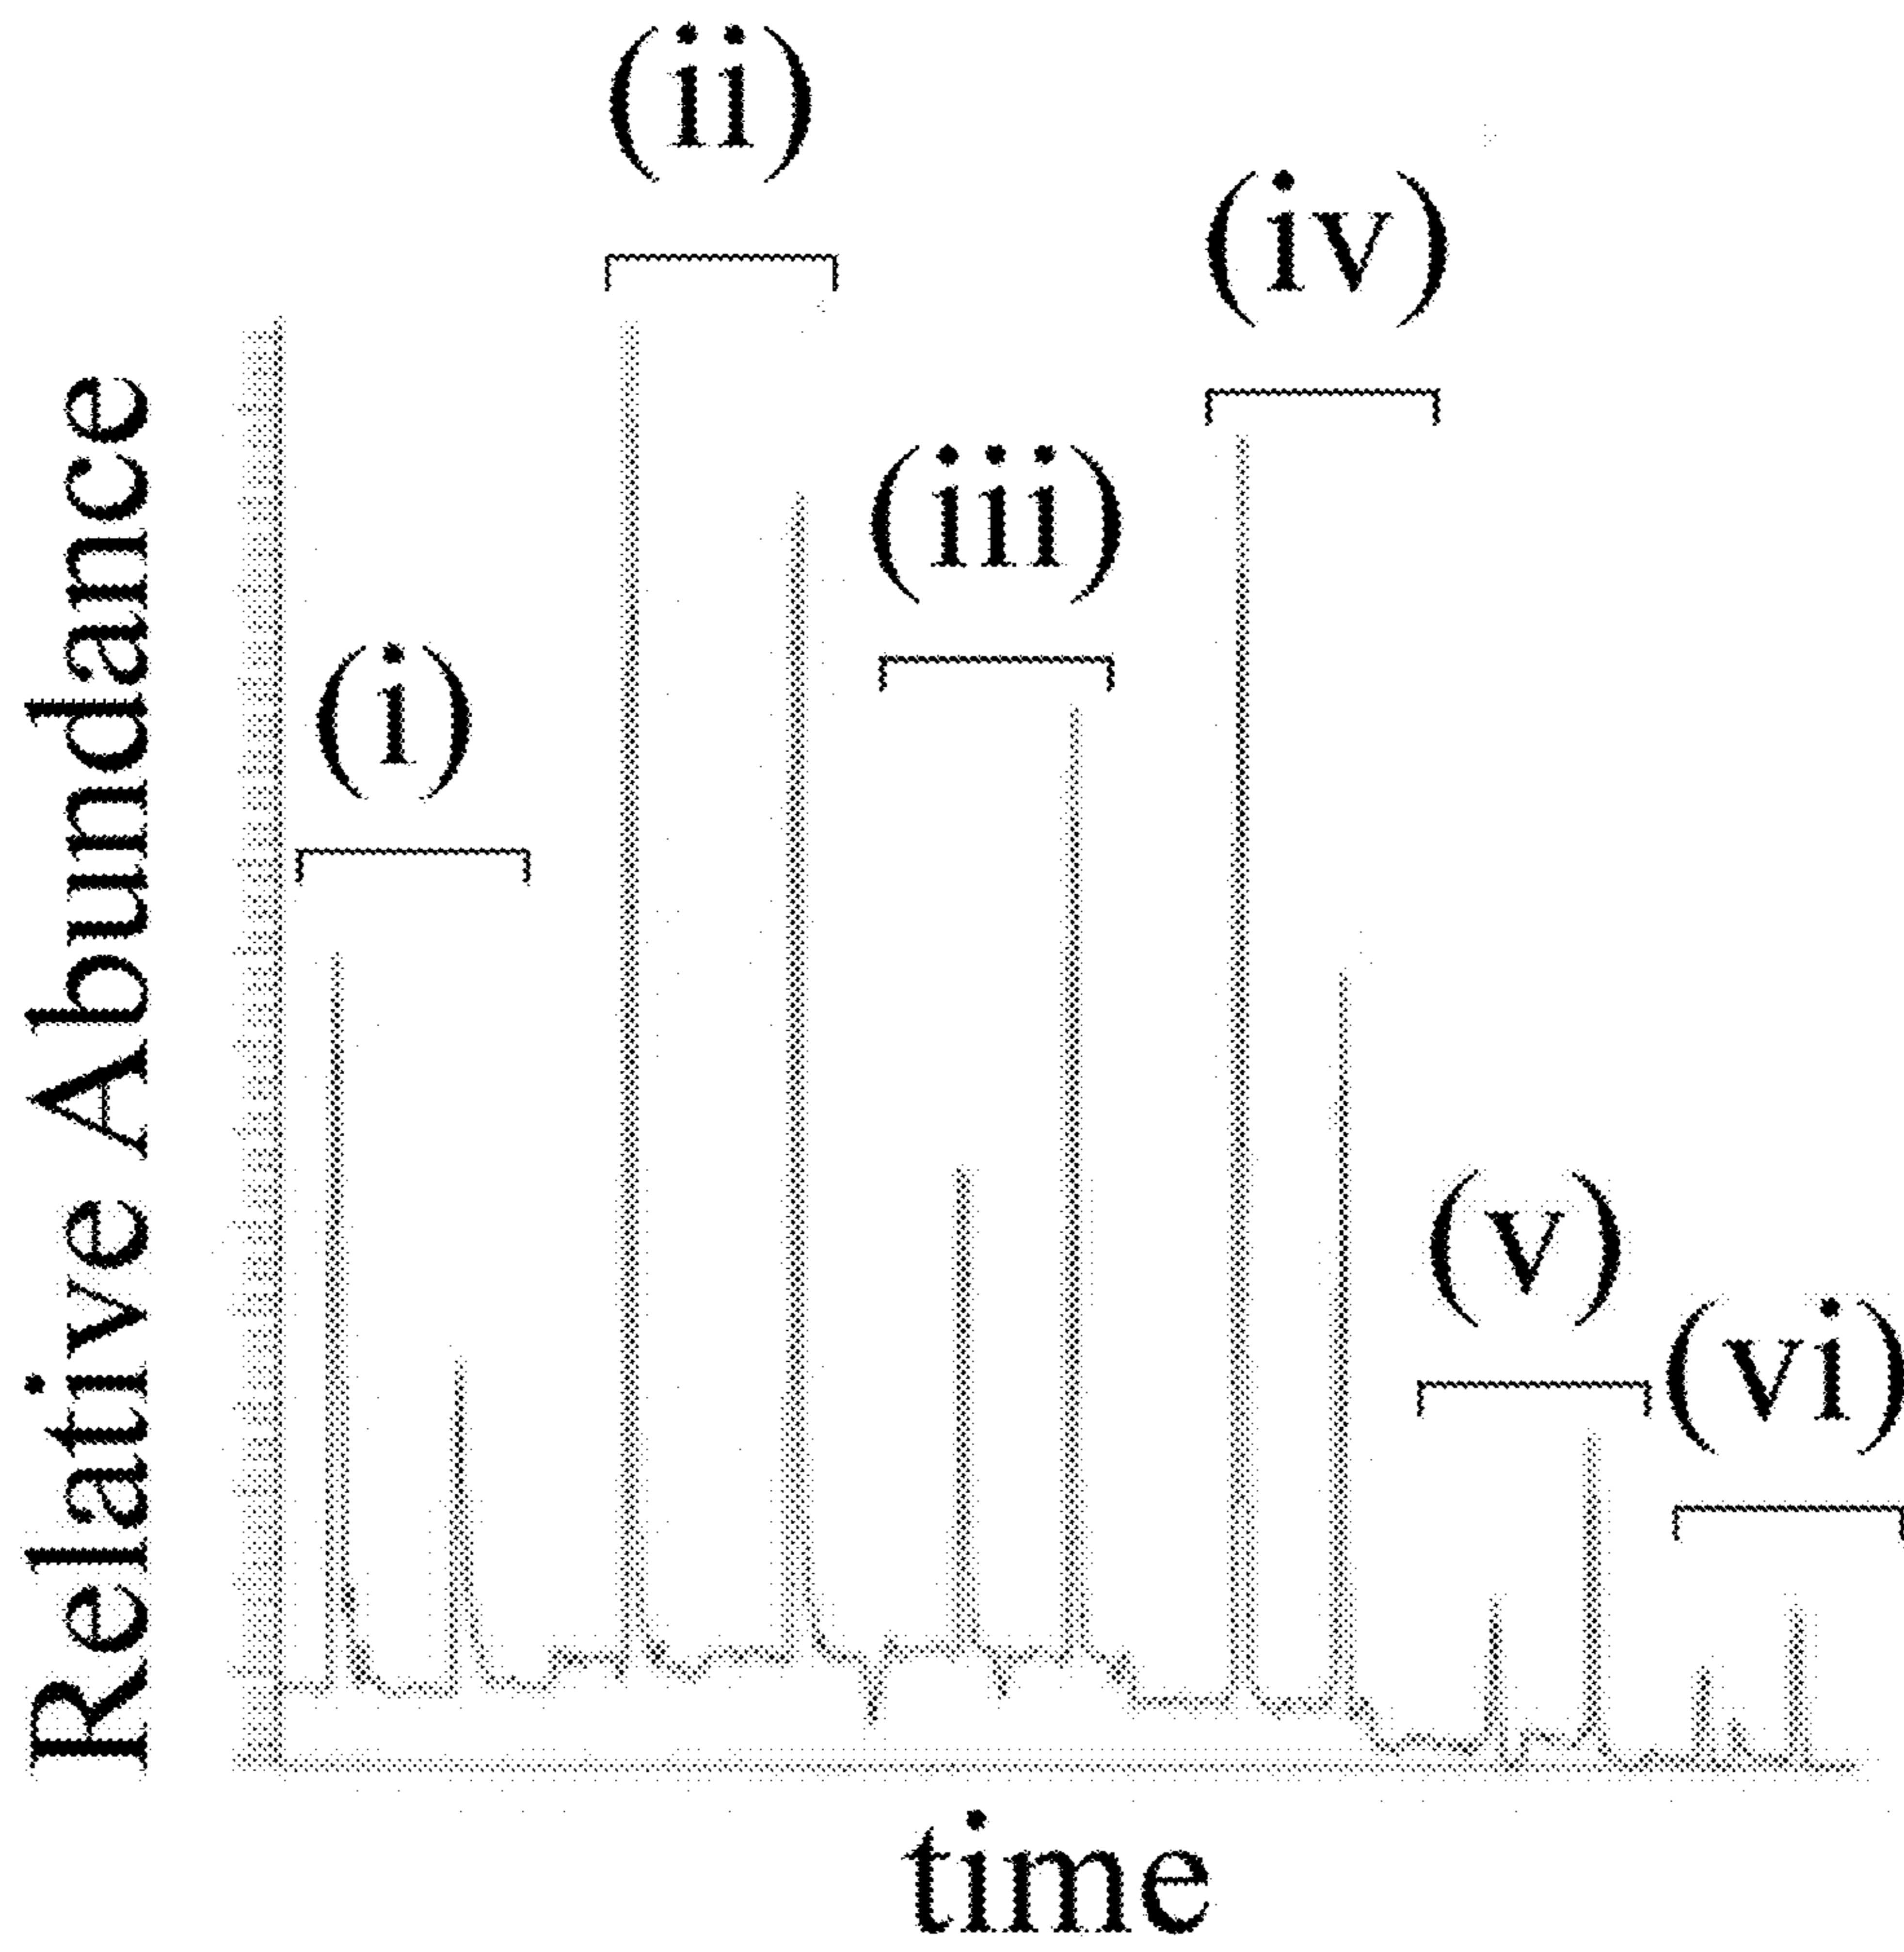 (ii)
(iv)
(iii)
(i)
(v)
(vi)
Relative Abundance
time